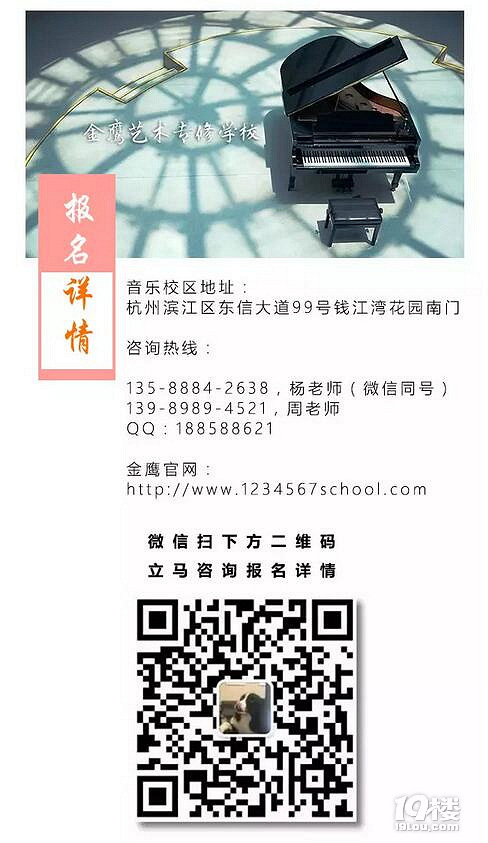 金鹰艺术专修学校
报名
详情
音乐校区地址：
杭州滨江区东信大道99号钱江湾花园南门
咨询热线：
135-8884-2638，杨老师（微信同号）
139-8989-4521，周老师
QQ：188588621
金鹰官网：
http://www.1234567school.com
微信扫下方二维码
立马咨询报名详情
19楼
19lou.com